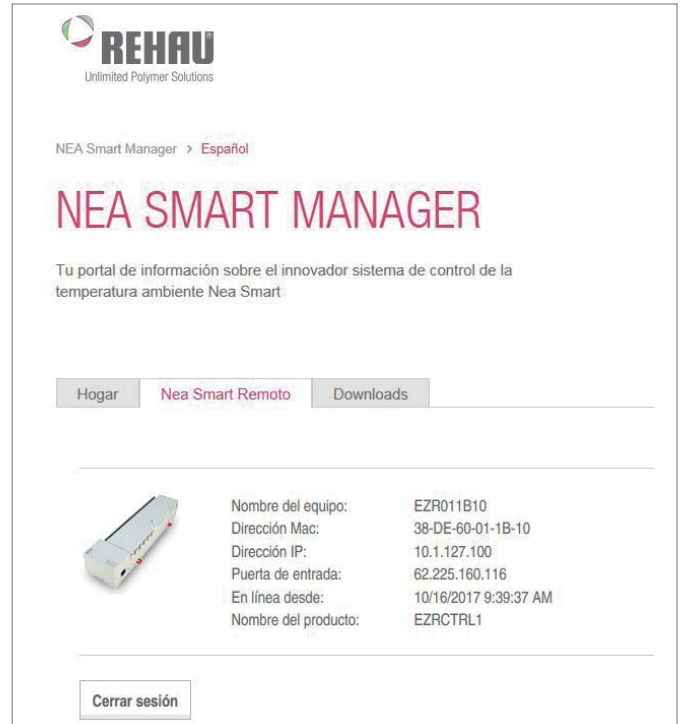 REHAU
Unlimited Polymer Solutions
NEA Smart Manager > Español
NEA SMART MANAGER
Tu portal de información sobre el innovador sistema de control de la
temperatura ambiente Nea Smart
Hogar Nea Smart Remoto Downloads
Nombre del equipo: EZR011B10
Dirección Mac: 38-DE-60-01-1B-10
Dirección IP: 10.1.127.100
Puerta de entrada: 62.225.160.116
En línea desde: 10/16/2017 9:39:37 AM
Nombre del producto: EZRCTRL1
Cerrar sesión